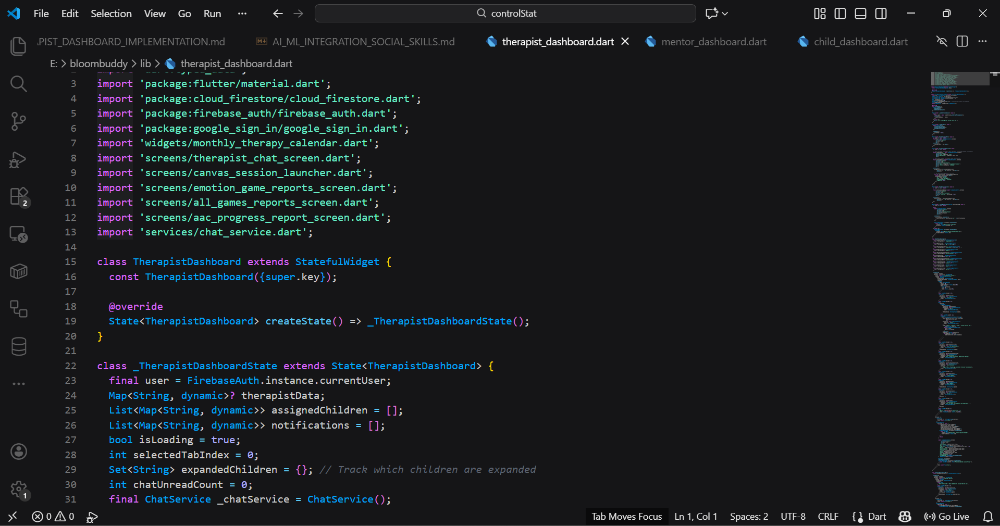 File Edit Selection View Go Run ··· controlStat
APIST_DASHBOARD_IMPLEMENTATION.md AI_ML_INTEGRATION_SOCIAL_SKILLS.md therapist_dashboard.dart mentor_dashboard.dart child_dashboard.dart
E: > bloombuddy > lib > therapist_dashboard.dart
3 import 'package:flutter/material.dart';
4 import 'package:cloud_firestore/cloud_firestore.dart';
5 import 'package:firebase_auth/firebase_auth.dart';
6 import 'package:google_sign_in/google_sign_in.dart';
7 import 'widgets/monthly_therapy_calendar.dart';
8 import 'screens/therapist_chat_screen.dart';
9 import 'screens/canvas_session_launcher.dart';
10 import 'screens/emotion_game_reports_screen.dart';
11 import 'screens/all_games_reports_screen.dart';
12 import 'screens/aac_progress_report_screen.dart';
13 import 'services/chat_service.dart';
14
15 class TherapistDashboard extends StatefulWidget {
16 const TherapistDashboard({super.key});
17
18 @override
19 State<TherapistDashboard> createState() => _TherapistDashboardState();
20 }
21
22 class _TherapistDashboardState extends State<TherapistDashboard> {
23 final user = FirebaseAuth.instance.currentUser;
24 Map<String, dynamic>? therapistData;
25 List<Map<String, dynamic>> assignedChildren = [];
26 List<Map<String, dynamic>> notifications = [];
27 bool isLoading = true;
28 int selectedTabIndex = 0;
29 Set<String> expandedChildren = {}; // Track which children are expanded
30 int chatUnreadCount = 0;
31 final ChatService _chatService = ChatService();
2
1
0 0 Tab Moves Focus Ln 1, Col 1 Spaces: 2 UTF-8 CRLF Dart Go Live